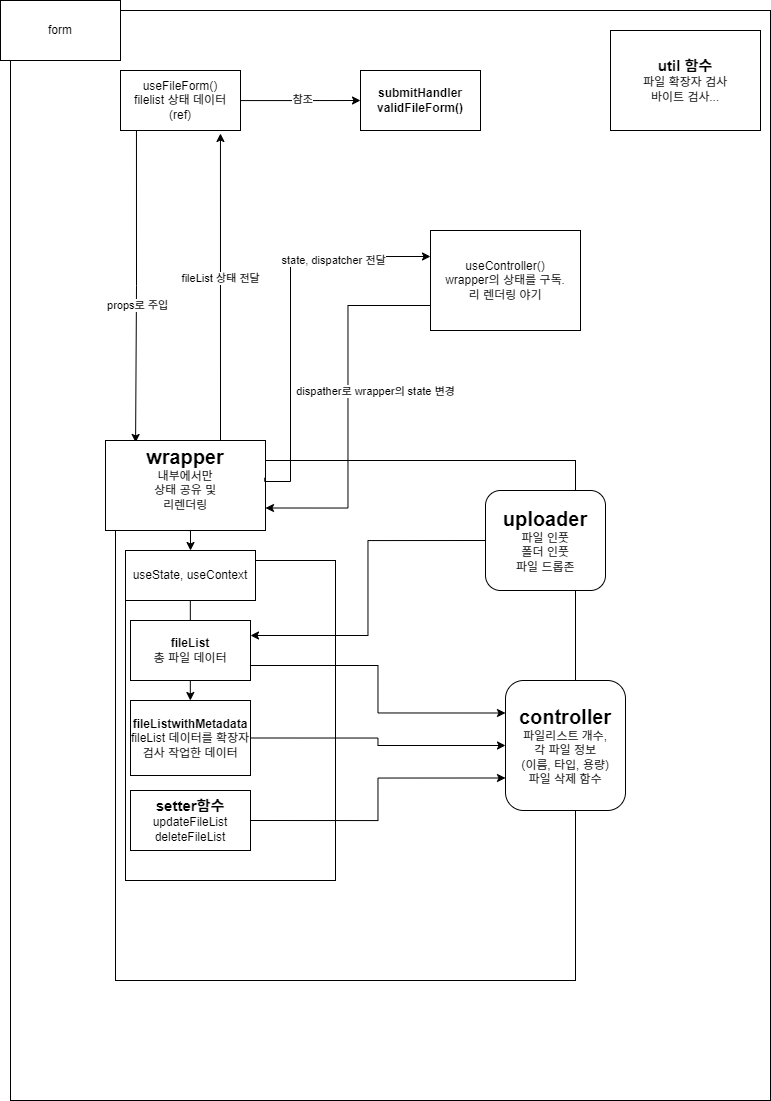 form
useFileForm()
filelist 상태 데이터
(ref)
참조
submitHandler
validFileForm()
util 함수
파일 확장자 검사
바이트 검사...
state, dispatcher 전달
useController()
wrapper의 상태를 구독.
리 렌더링 야기
fileList 상태 전달
props로 주입
dispather로 wrapper의 state 변경
wrapper
내부에서만
상태 공유 및
리렌더링
uploader
파일 인풋
폴더 인풋
파일 드롭존
useState, useContext
fileList
총 파일 데이터
fileListwithMetadata
fileList 데이터를 확장자
검사 작업한 데이터
controller
파일리스트 개수,
각 파일 정보
(이름, 타입, 용량)
파일 삭제 함수
setter함수
updateFileList
deleteFileList